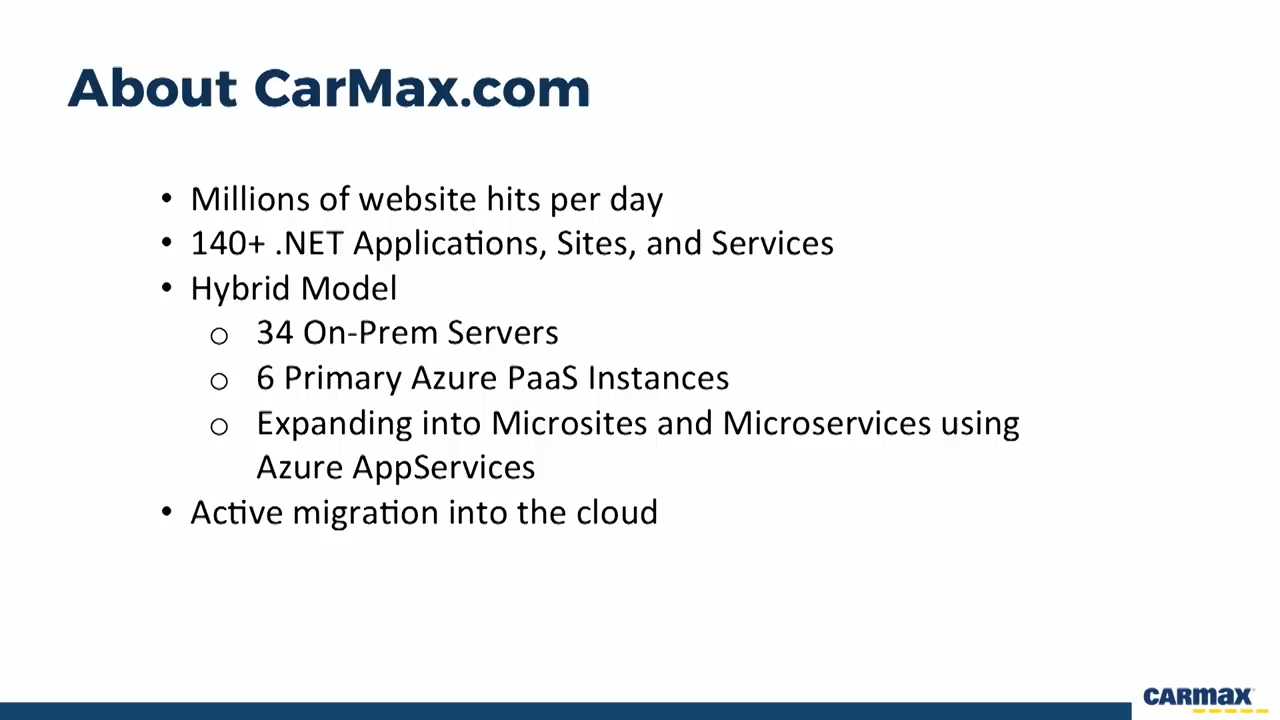 About CarMax.com
• Millions of website hits per day
• 140+ .NET Applications, Sites, and Services
• Hybrid Model
o 34 On-Prem Servers
o 6 Primary Azure PaaS Instances
o Expanding into Microsites and Microservices using
Azure AppServices
• Active migration into the cloud
CARMAX